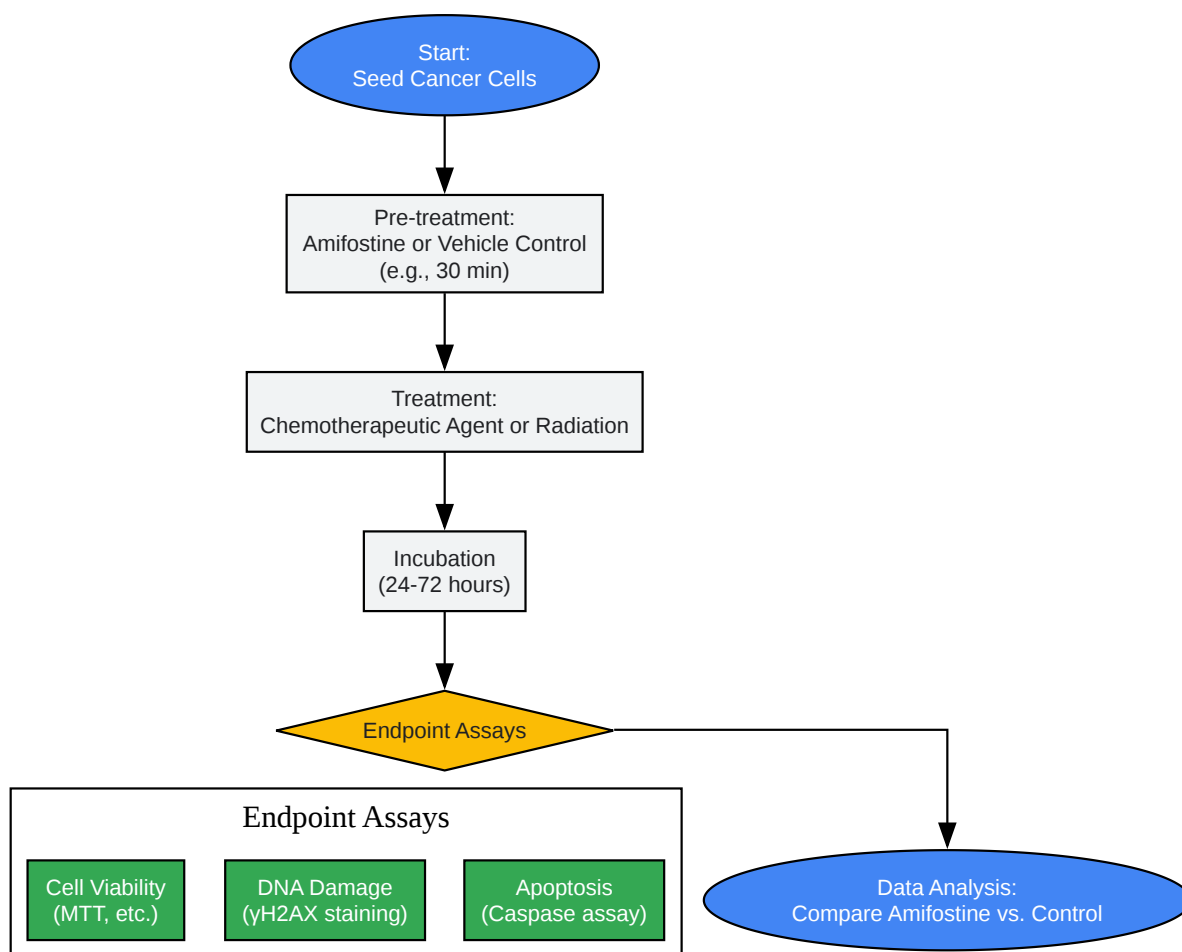 Start:
Seed Cancer Cells
Pre-treatment:
Amifostine or Vehicle Control
(e.g., 30 min)
Treatment:
Chemotherapeutic Agent or Radiation
Incubation
(24-72 hours)
Endpoint Assays
Endpoint Assays
Cell Viability
(MTT, etc.)
DNA Damage
(γH2AX staining)
Apoptosis
(Caspase assay)
Data Analysis:
Compare Amifostine vs. Control